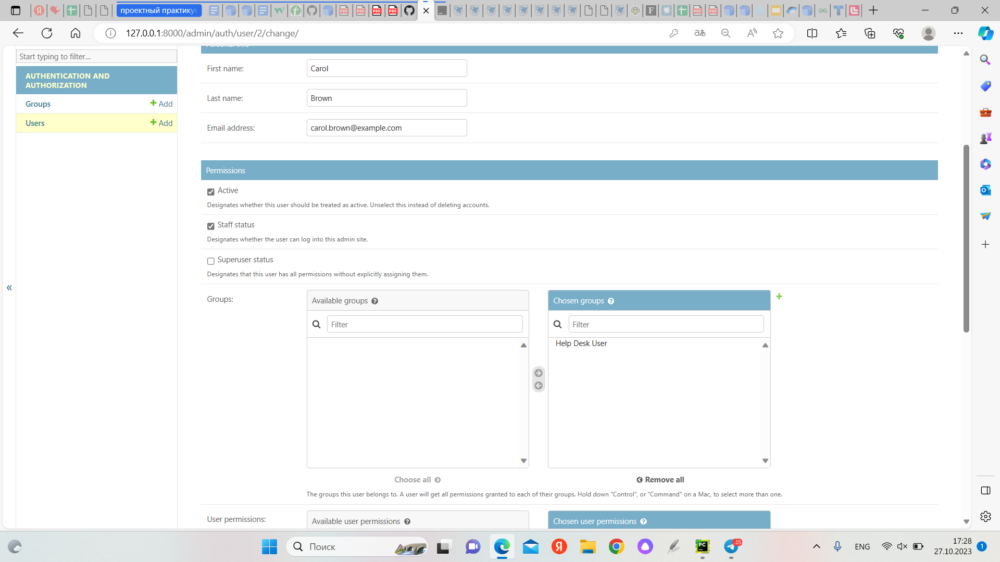 проектный практику
127.0.0.1:8000/admin/auth/user/2/change/
Start typing to filter...
AUTHENTICATION AND
AUTHORIZATION
Groups
Add
Users
Add
Personal info
First name:
Carol
Last name:
Brown
Email address:
carol.brown@example.com
Permissions
Active
Designates whether this user should be treated as active. Unselect this instead of deleting accounts.
Staff status
Designates whether the user can log into this admin site.
Superuser status
Designates that this user has all permissions without explicitly assigning them.
Groups:
Available groups
Filter
Choose all
Chosen groups
Filter
Help Desk User
Remove all
The groups this user belongs to. A user will get all permissions granted to each of their groups. Hold down “Control”, or “Command” on a Mac, to select more than one.
User permissions:
Available user permissions
Chosen user permissions
Поиск
ENG
17:28
27.10.2023
1